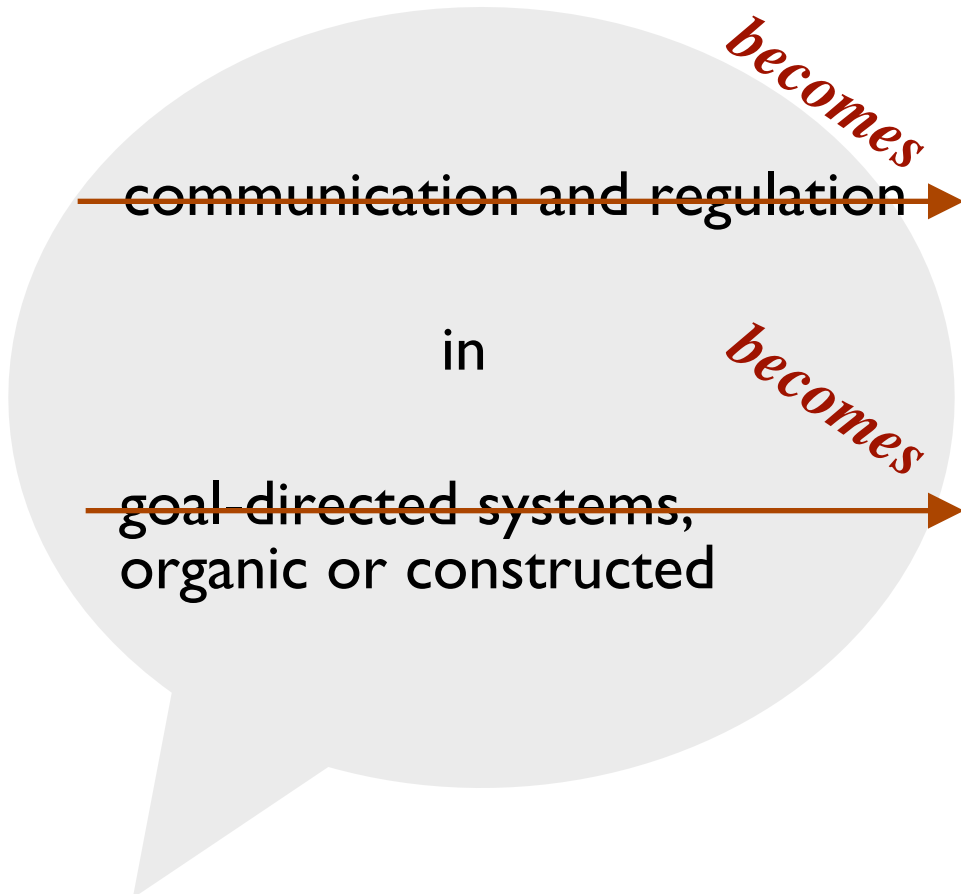 becomes
communication and regulation
in
becomes
goal-directed systems,
organic or constructed